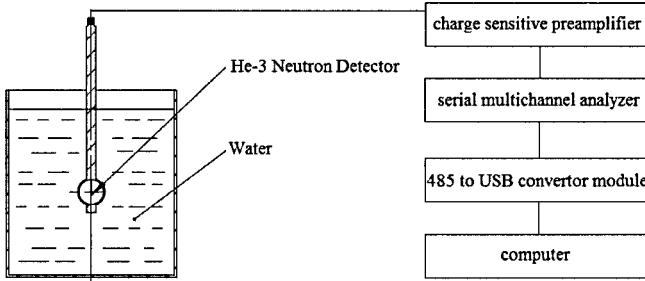 charge sensitive preamplifier
He-3 Neutron Detector
serial multichannel analyzer
Water
485 to USB convertor module
computer